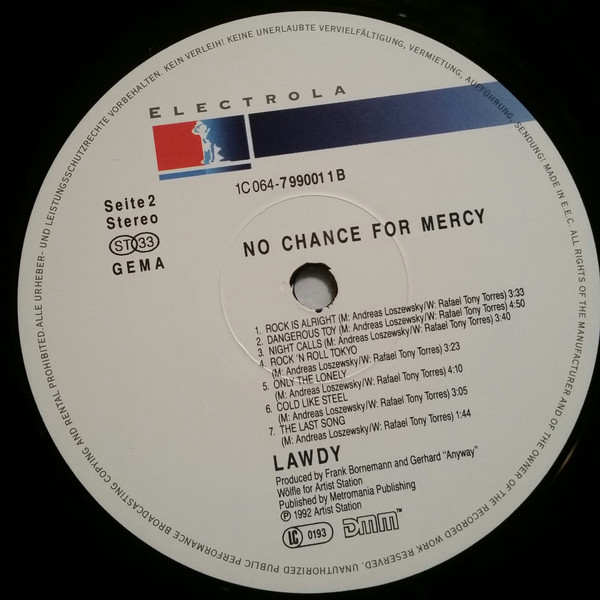 ALLE URHEBER- UND LEISTUNGSSCHUTZRECHTE VORBEHALTEN. KEIN VERLEIH! KEINE UNERLAUBTE VERVIELFÄLTIGUNG, VERMIETUNG, AUFFÜHRUNG, SENDUNG! MADE IN E.E.C. ALL RIGHTS OF THE MANUFACTURER AND OF THE OWNER OF THE RECORDED WORK RESERVED. UNAUTHORIZED PUBLIC PERFORMANCE BROADCASTING COPYING AND RENTAL PROHIBITED.
ELECTROLA
1C 064-7 99001 1 B
Seite 2
Stereo
ST 33
GEMA
NO CHANCE FOR MERCY
1. ROCK IS ALRIGHT (M: Andreas Loszewsky/W: Rafael Tony Torres) 3:33
2. DANGEROUS TOY (M: Andreas Loszewsky/W: Rafael Tony Torres) 4:50
3. NIGHT CALLS (M: Andreas Loszewsky/W: Rafael Tony Torres) 3:40
4. ROCK 'N ROLL TOKYO
(M: Andreas Loszewsky/W: Rafael Tony Torres) 3:23
5. ONLY THE LONELY
(M: Andreas Loszewsky/W: Rafael Tony Torres) 4:10
6. COLD LIKE STEEL
(M: Andreas Loszewsky/W: Rafael Tony Torres) 3:05
7. THE LAST SONG
(M: Andreas Loszewsky/W: Rafael Tony Torres) 1:44
LAWDY
Produced by Frank Bornemann and Gerhard "Anyway"
Wölfle for Artist Station
Published by Metromania Publishing
℗ 1992 Artist Station
LC 0193 DMM™